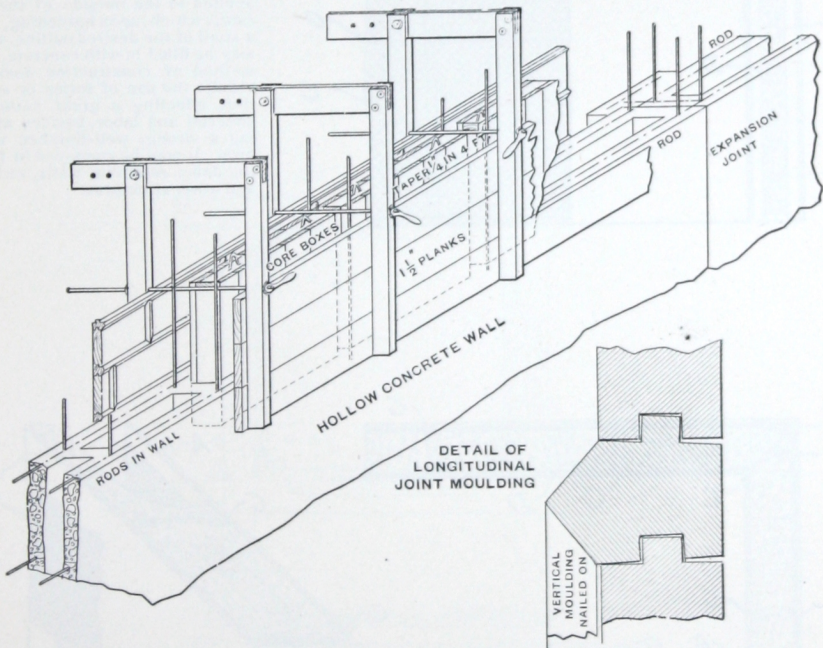 ROD
ROD
EXPANSION
JOINT
TAPER 1/4" IN 4 FT
CORE BOXES
1 1/2" PLANKS
HOLLOW CONCRETE WALL
RODS IN WALL
DETAIL OF
LONGITUDINAL
JOINT MOULDING
VERTICAL
MOULDING
NAILED ON